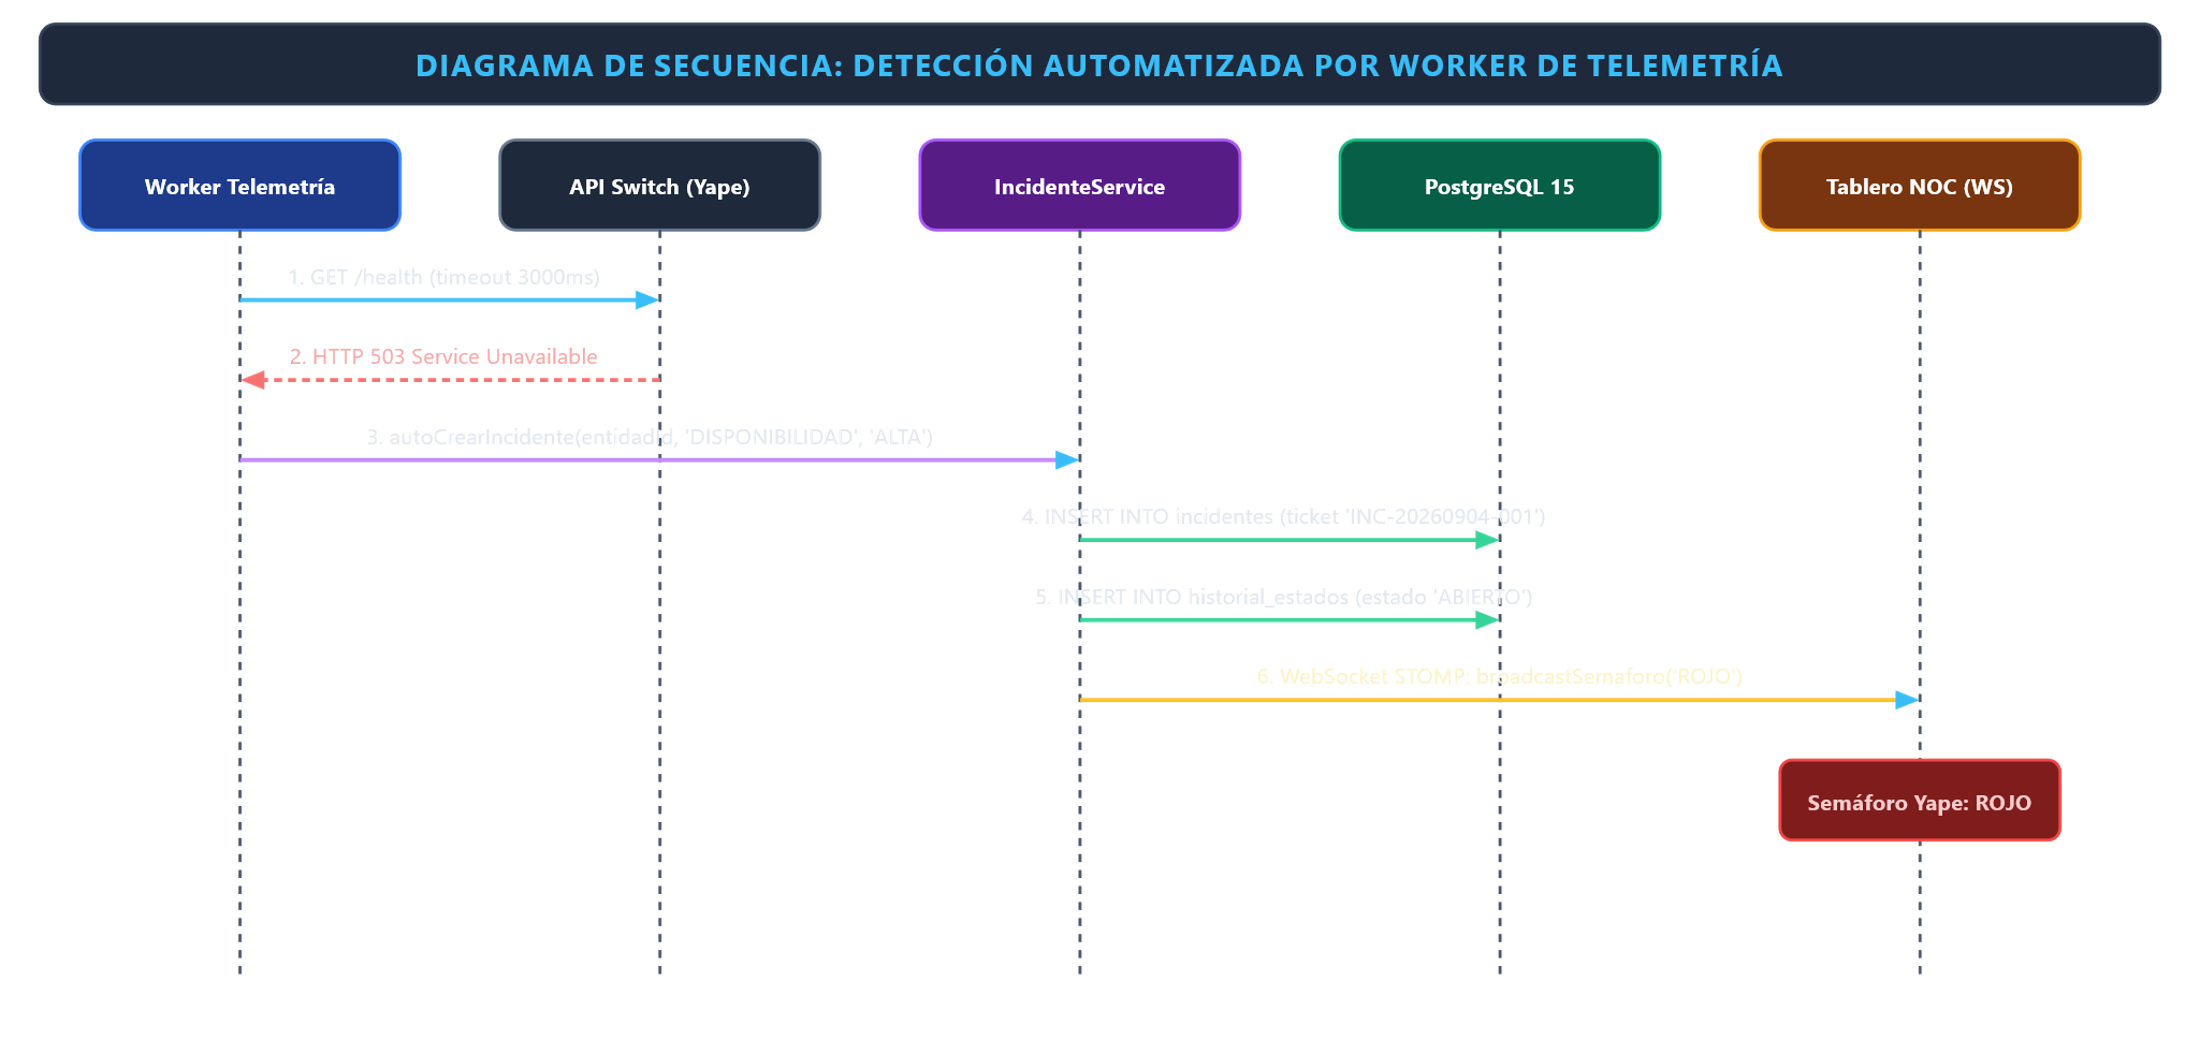 DIAGRAMA DE SECUENCIA: DETECCIÓN AUTOMATIZADA POR WORKER DE TELEMETRÍA
Worker Telemetría
API Switch (Yape)
IncidenteService
PostgreSQL 15
Tablero NOC (WS)
1. GET /health (timeout 3000ms)
2. HTTP 503 Service Unavailable
3. autoCrearIncidente(entidadId, 'DISPONIBILIDAD', 'ALTA')
4. INSERT INTO incidentes (ticket 'INC-20260904-001')
5. INSERT INTO historial_estados (estado 'ABIERTO')
6. WebSocket STOMP: broadcastSemaforo('ROJO')
Semáforo Yape: ROJO